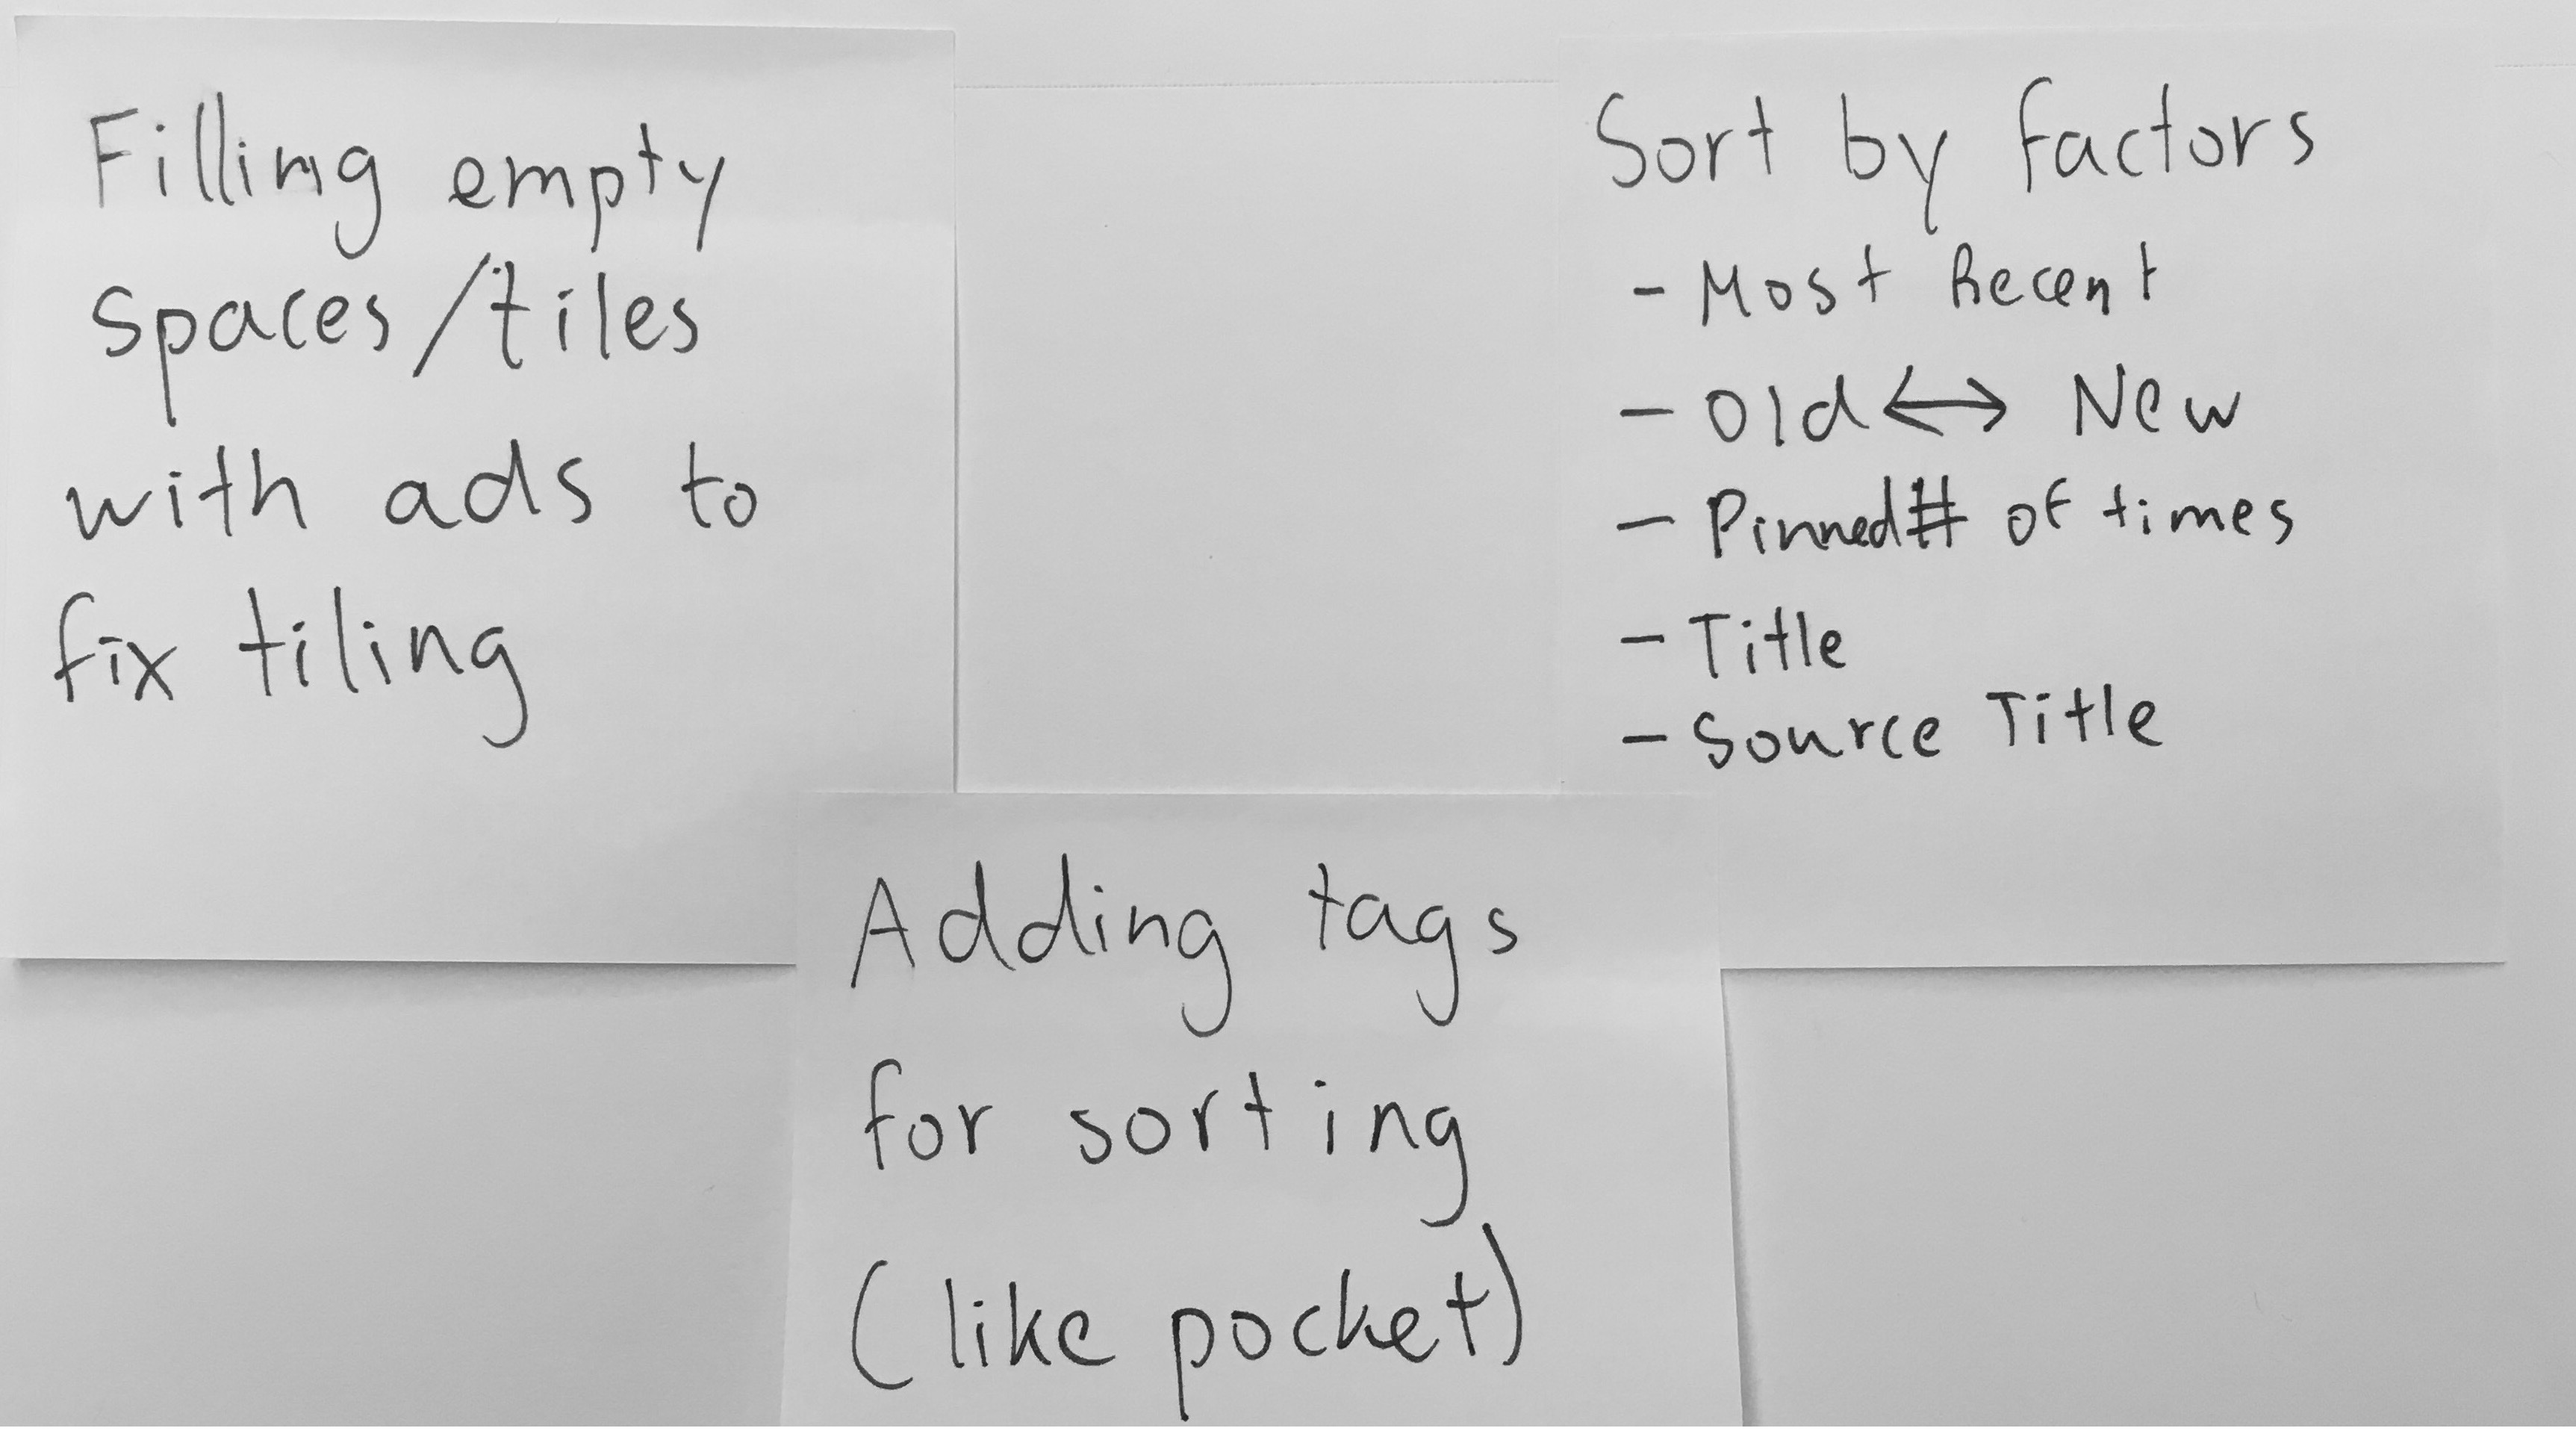 Filling empty
spaces/tiles
with ads to
fix tiling
Sort by factors
- Most Recent
- Old ↔ New
- Pinned # of times
- Title
- Source Title
Adding tags
for sorting
(like pocket)